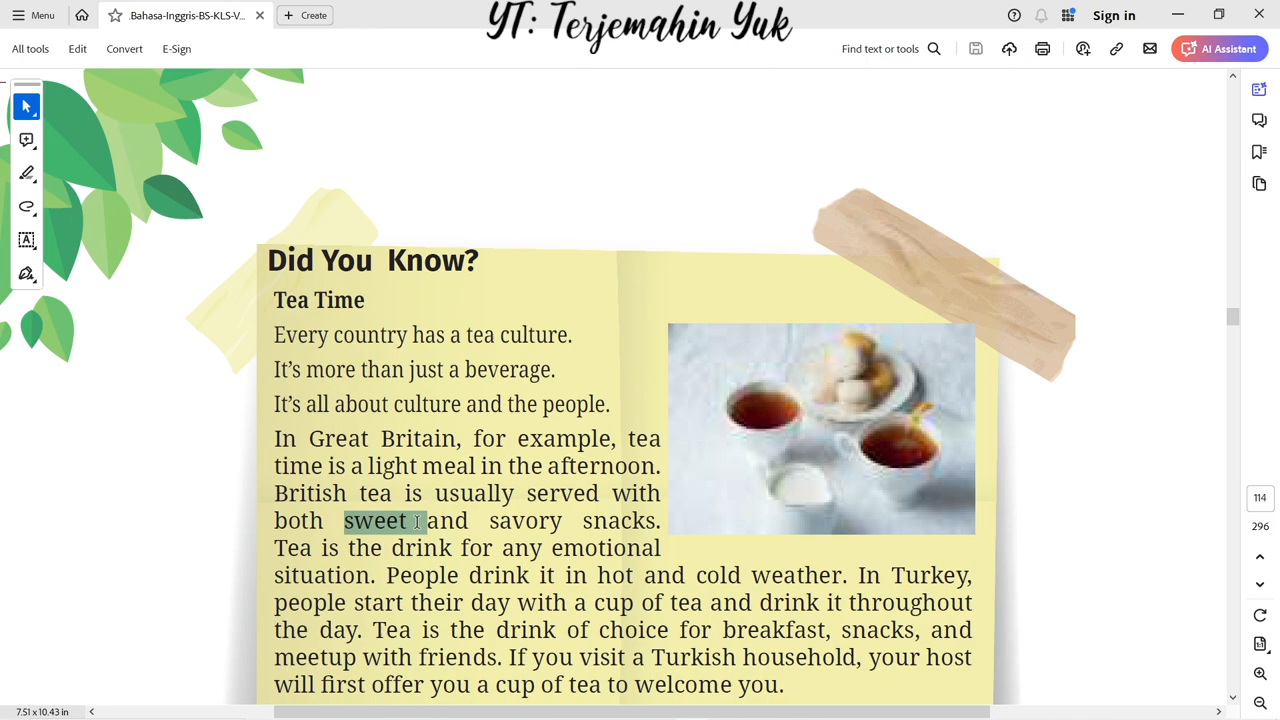 Menu
.Bahasa-Inggris-BS-KLS-V...
Create
YT: Terjemahin Yuk
Sign in
All tools
Edit
Convert
E-Sign
Find text or tools
AI Assistant
Did You Know?
Tea Time
Every country has a tea culture.
It's more than just a beverage.
It's all about culture and the people.
In Great Britain, for example, tea
time is a light meal in the afternoon.
British tea is usually served with
both sweet and savory snacks.
Tea is the drink for any emotional
situation. People drink it in hot and cold weather. In Turkey,
people start their day with a cup of tea and drink it throughout
the day. Tea is the drink of choice for breakfast, snacks, and
meetup with friends. If you visit a Turkish household, your host
will first offer you a cup of tea to welcome you.
114
296
7.51 x 10.43 in